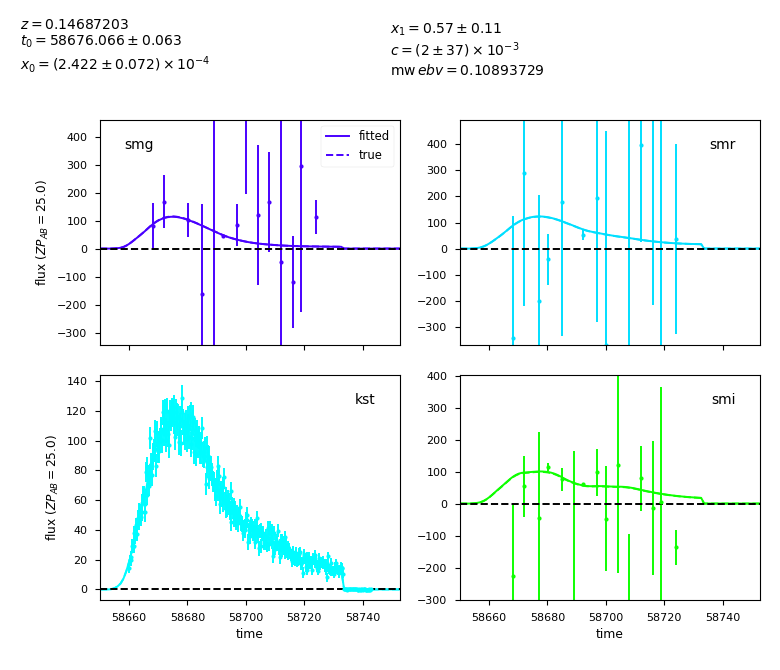 z = 0.14687203
t₀ = 58676.066 ± 0.063
x₀ = (2.422 ± 0.072) × 10⁻⁴
x₁ = 0.57 ± 0.11
c = (2 ± 37) × 10⁻³
mw ebv = 0.10893729
smg
fitted
true
400
300
200
100
0
−100
−200
−300
flux (ZP_AB = 25.0)
smr
400
300
200
100
0
−100
−200
−300
kst
140
120
100
80
60
40
20
0
flux (ZP_AB = 25.0)
58660 58680 58700 58720 58740
time
smi
400
300
200
100
0
−100
−200
−300
58660 58680 58700 58720 58740
time